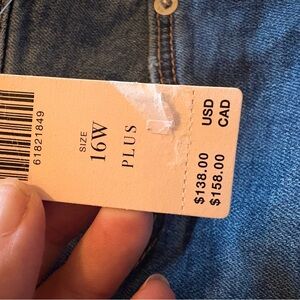 61821849
SIZE
16W
PLUS
USD
CAD
$138.00
$158.00